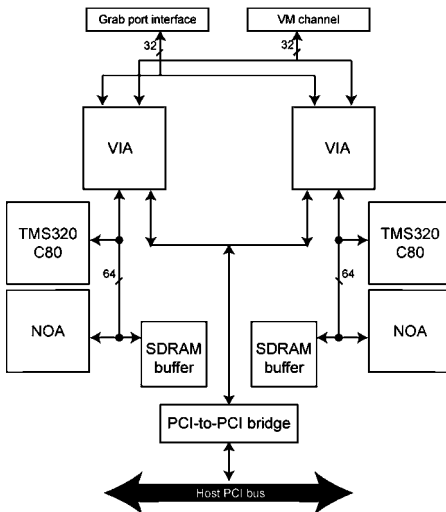 Grab port interface
VM channel
32
32
VIA
VIA
TMS320
C80
TMS320
C80
64
64
NOA
NOA
SDRAM
buffer
SDRAM
buffer
PCI-to-PCI bridge
Host PCI bus